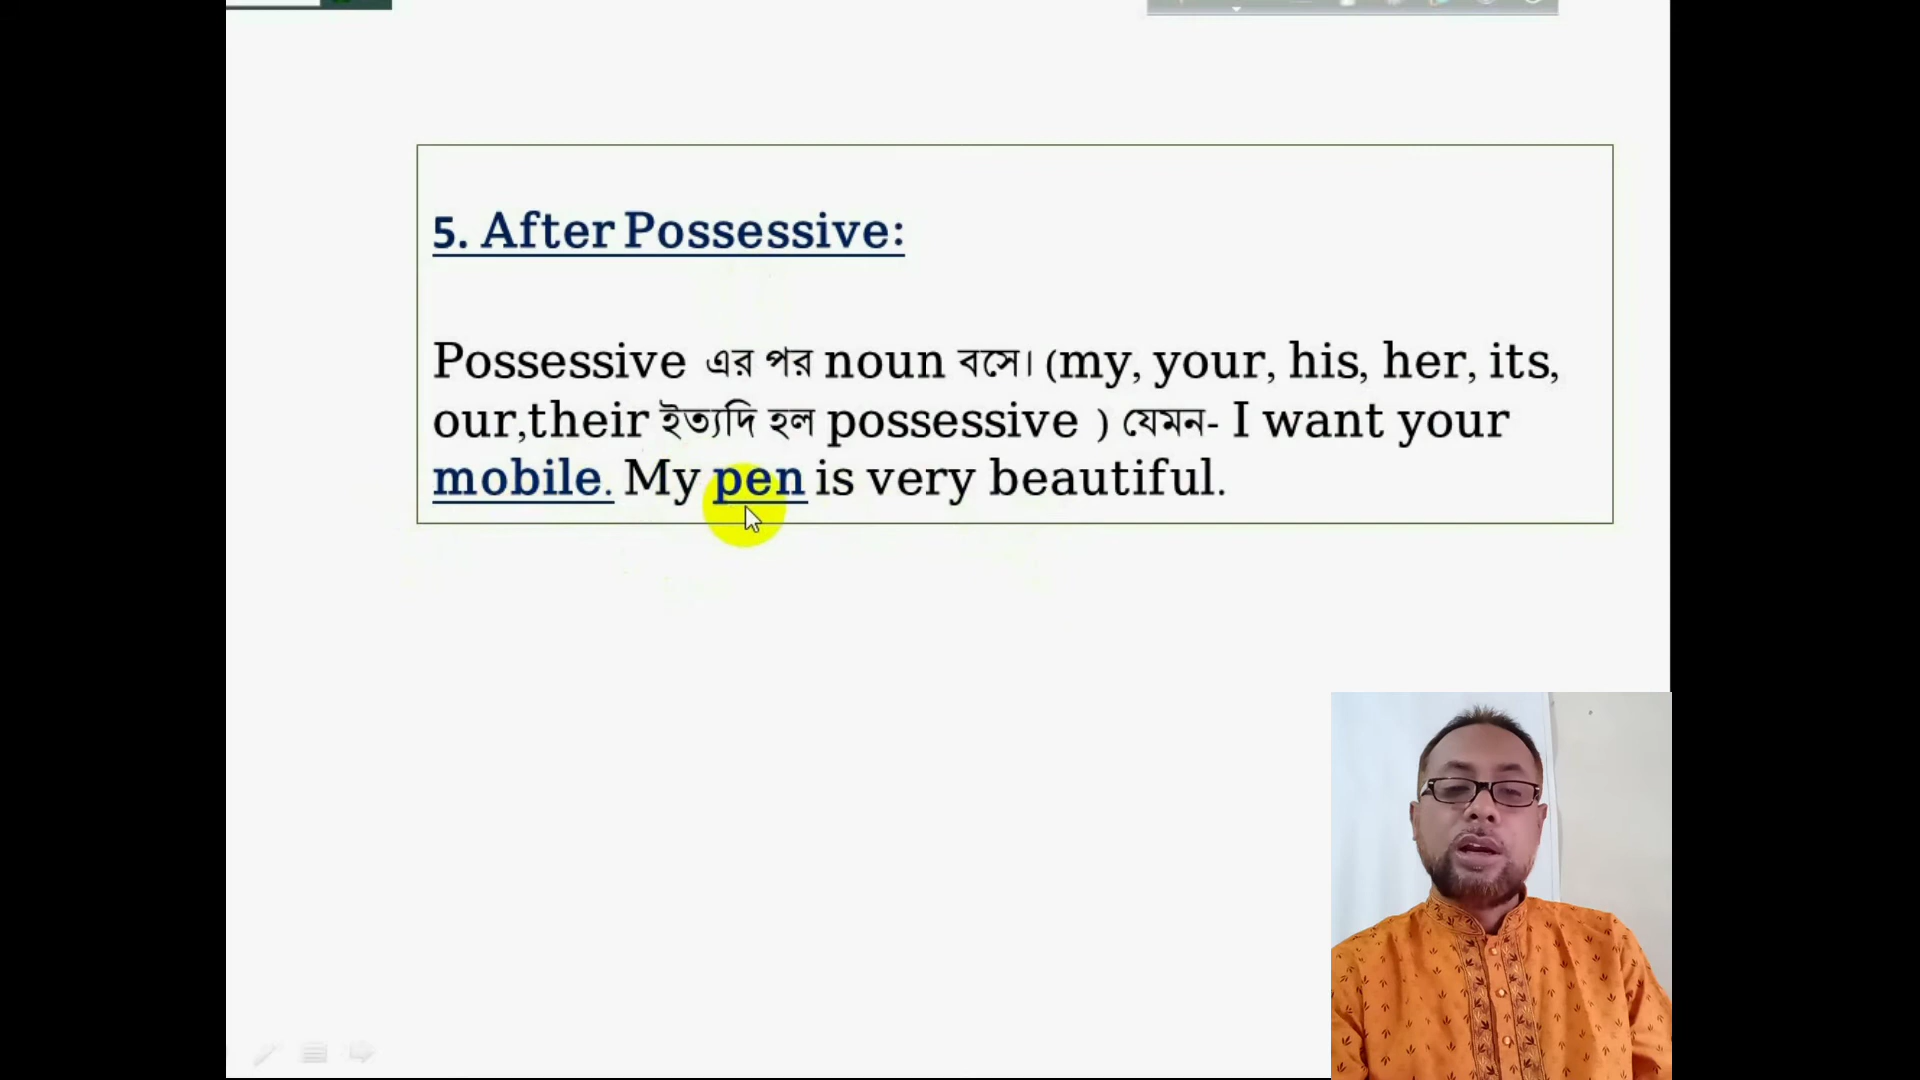 5. After Possessive:
Possessive এর পর noun বসে। (my, your, his, her, its,
our,their ইত্যদি হল possessive ) যেমন- I want your
mobile. My pen is very beautiful.